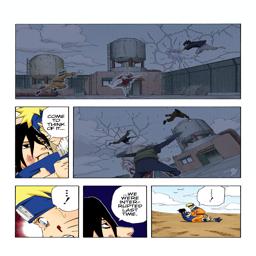 COME
TO
THINK
OF IT...
...!
...WE
WERE
INTER-
RUPTED
LAST
TIME.
...!